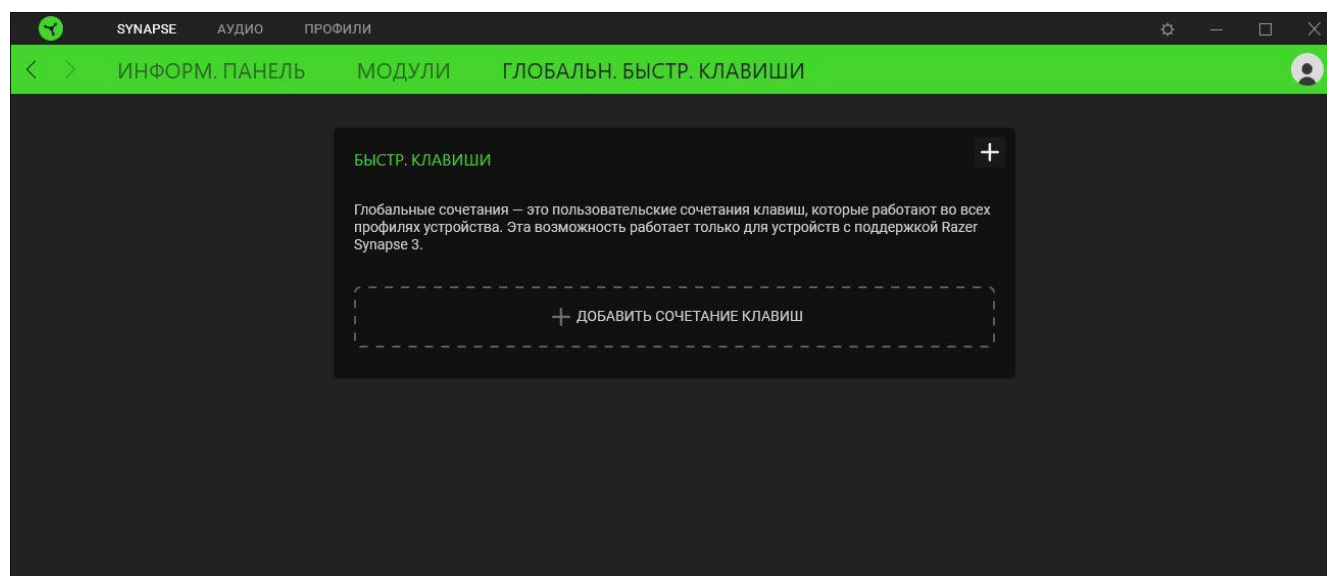 SYNAPSE АУДИО ПРОФИЛИ
ИНФОРМ. ПАНЕЛЬ МОДУЛИ ГЛОБАЛЬН. БЫСТР. КЛАВИШИ
БЫСТР. КЛАВИШИ
Глобальные сочетания — это пользовательские сочетания клавиш, которые работают во всех
профилях устройства. Эта возможность работает только для устройств с поддержкой Razer
Synapse 3.
ДОБАВИТЬ СОЧЕТАНИЕ КЛАВИШ